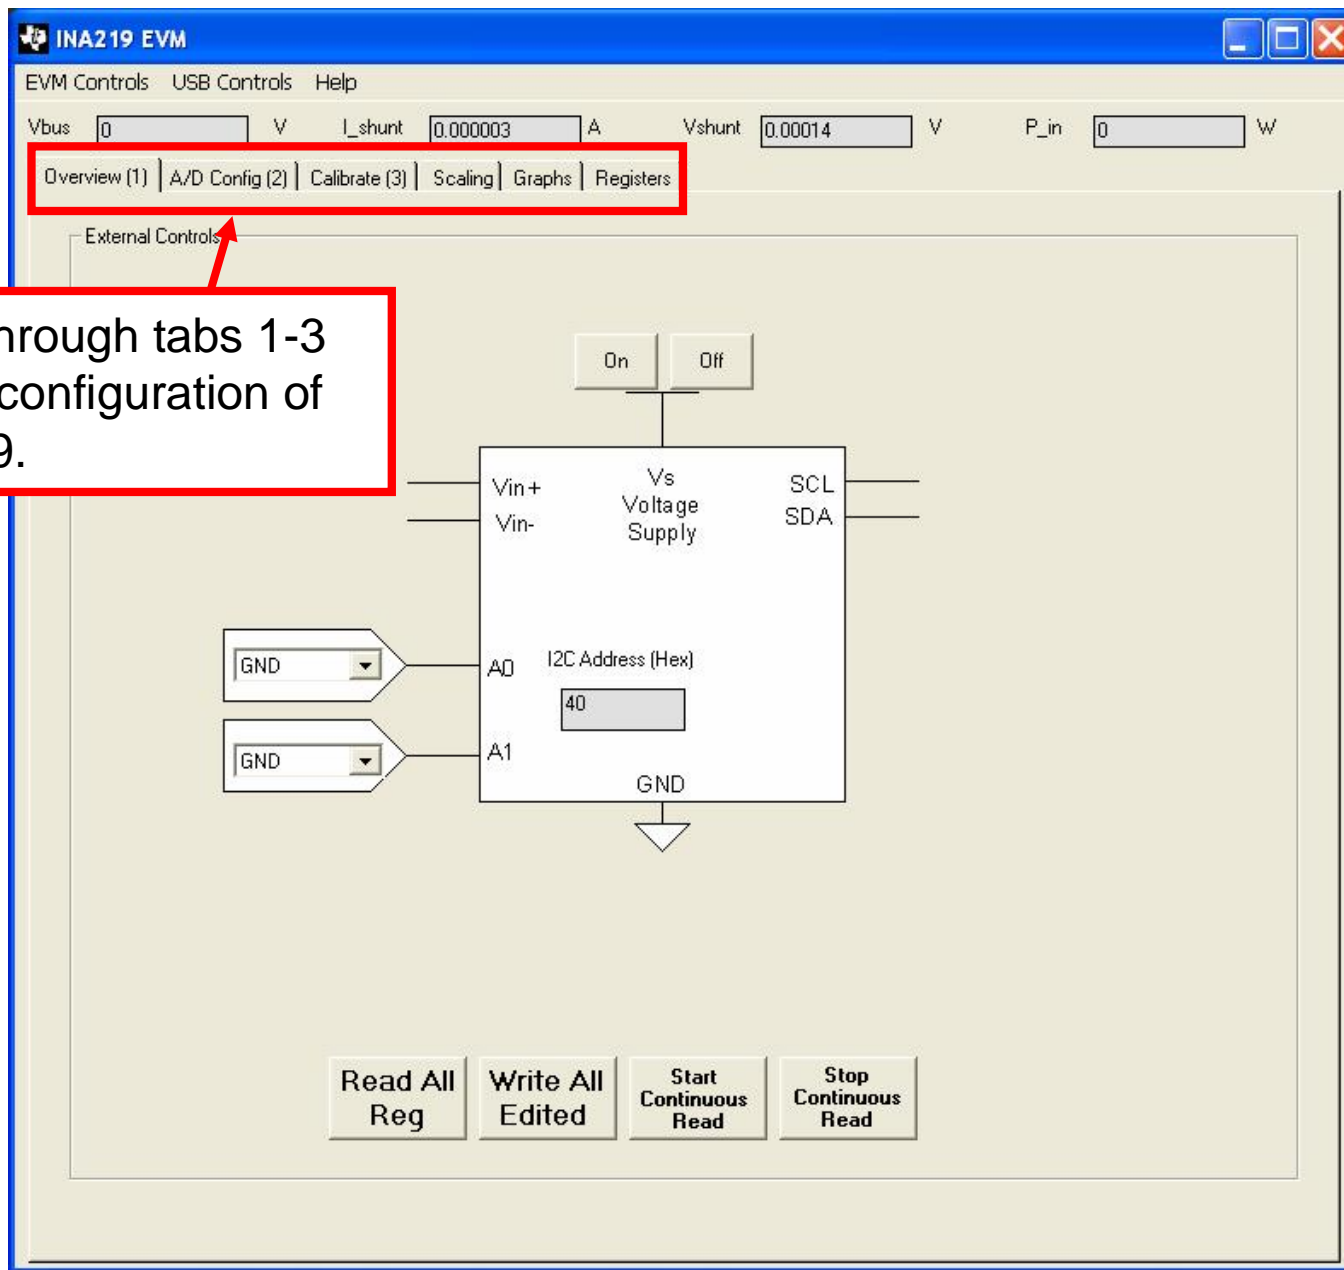 INA219 EVM
EVM Controls USB Controls Help
Vbus 0 V I_shunt 0.000003 A Vshunt 0.00014 V P_in 0 W
Overview (1) A/D Config (2) Calibrate (3) Scaling Graphs Registers
External Controls
hrough tabs 1-3
configuration of
9.
On Off
Vin+ Vs SCL
Voltage
Vin- SDA
Supply
GND A0 I2C Address (Hex)
40
GND A1
GND
Read All Write All Start Stop
Continuous Continuous
Reg Edited Read Read